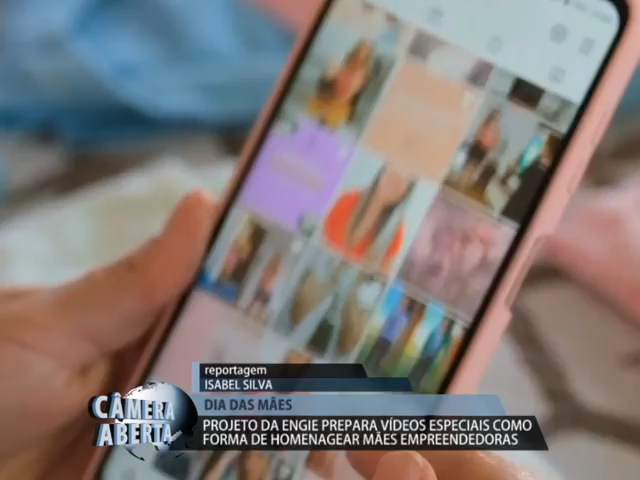 reportagem
ISABEL SILVA
DIA DAS MÃES
CÂMERA
ABERTA
PROJETO DA ENGIE PREPARA VÍDEOS ESPECIAIS COMO
FORMA DE HOMENAGEAR MÃES EMPREENDEDORAS